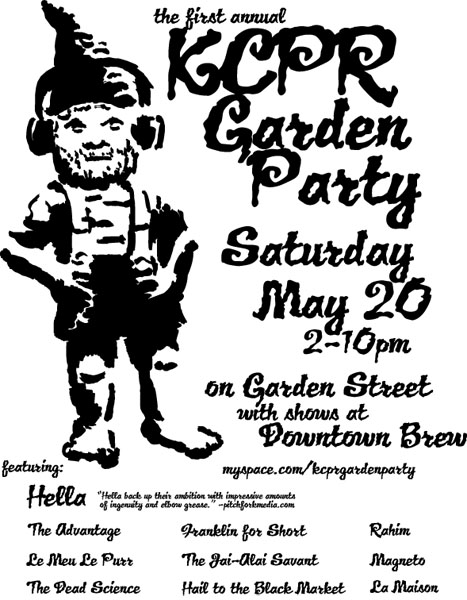 the first annual
KCPR
Garden
Party
Saturday
May 20
2-10pm
on Garden Street
with shows at
Downtown Brew
featuring:
myspace.com/kcprgardenparty
Hella
"Hella back up their ambition with impressive amounts
of ingenuity and elbow grease." -pitchforkmedia.com
The Advantage
Franklin for Short
Rahim
Le Meu Le Purr
The Jai-Alai Savant
Magneto
The Dead Science
Hail to the Black Market
La Maison